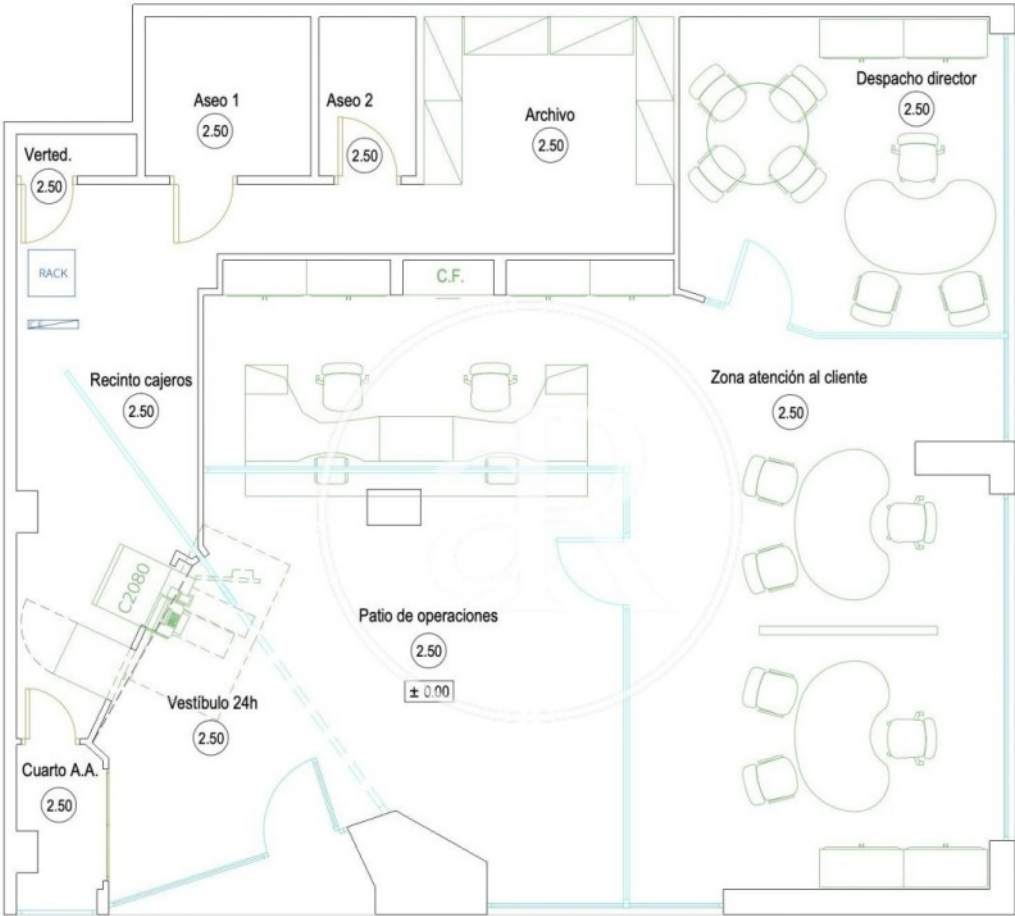 Aseo 1
2.50
Aseo 2
2.50
Archivo
2.50
Despacho director
2.50
Verted.
2.50
RACK
C.F.
Recinto cajeros
2.50
Zona atención al cliente
2.50
C2080
Patio de operaciones
2.50
± 0.00
Vestíbulo 24h
2.50
Cuarto A.A.
2.50